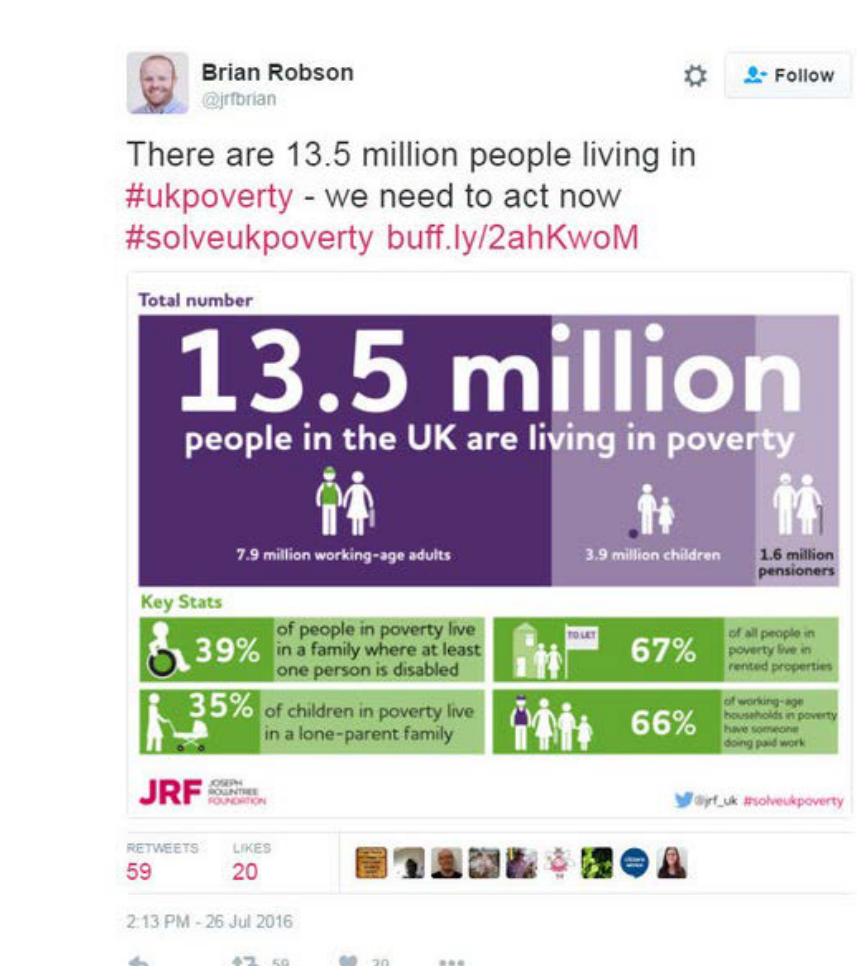 Brian Robson
Follow
@jrfbrian
There are 13.5 million people living in
#ukpoverty - we need to act now
#solveukpoverty buff.ly/2ahKwoM
Total number
13.5 million
people in the UK are living in poverty
7.9 million working-age adults
3.9 million children
1.6 million
pensioners
Key Stats
39%
of people in poverty live
in a family where at least
one person is disabled
TO LET
67%
of all people in
poverty live in
rented properties
35%
of children in poverty live
in a lone-parent family
66%
of working-age
households in poverty
have someone
doing paid work
JRF
JOSEPH
ROWNTREE
FOUNDATION
@jrf_uk #solveukpoverty
RETWEETS
59
LIKES
20
2:13 PM - 26 Jul 2016
59
20